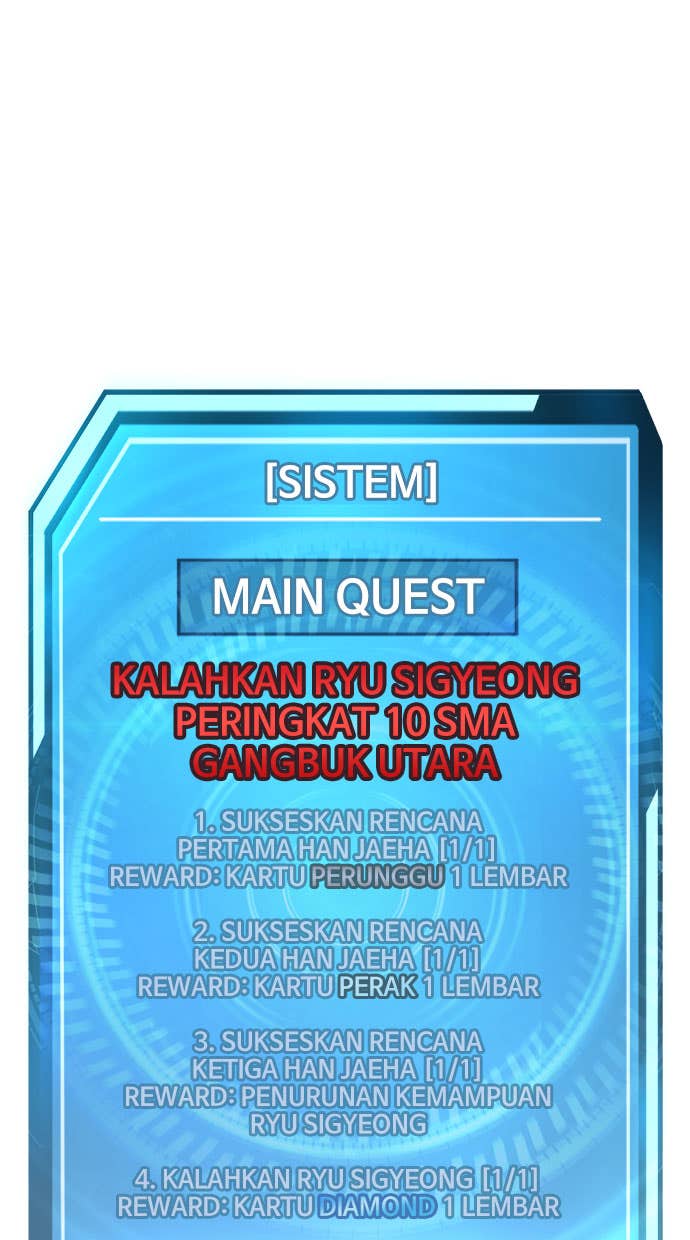 [SISTEM]
MAIN QUEST
KALAHKAN RYU SIGYEONG
PERINGKAT 10 SMA
GANGBUK UTARA
1. SUKSESKAN RENCANA
PERTAMA HAN JAEHA [1/1]
REWARD: KARTU PERUNGGU 1 LEMBAR
2. SUKSESKAN RENCANA
KEDUA HAN JAEHA [1/1]
REWARD: KARTU PERAK 1 LEMBAR
3. SUKSESKAN RENCANA
KETIGA HAN JAEHA [1/1]
REWARD: PENURUNAN KEMAMPUAN
RYU SIGYEONG
4. KALAHKAN RYU SIGYEONG [1/1]
REWARD: KARTU DIAMOND 1 LEMBAR